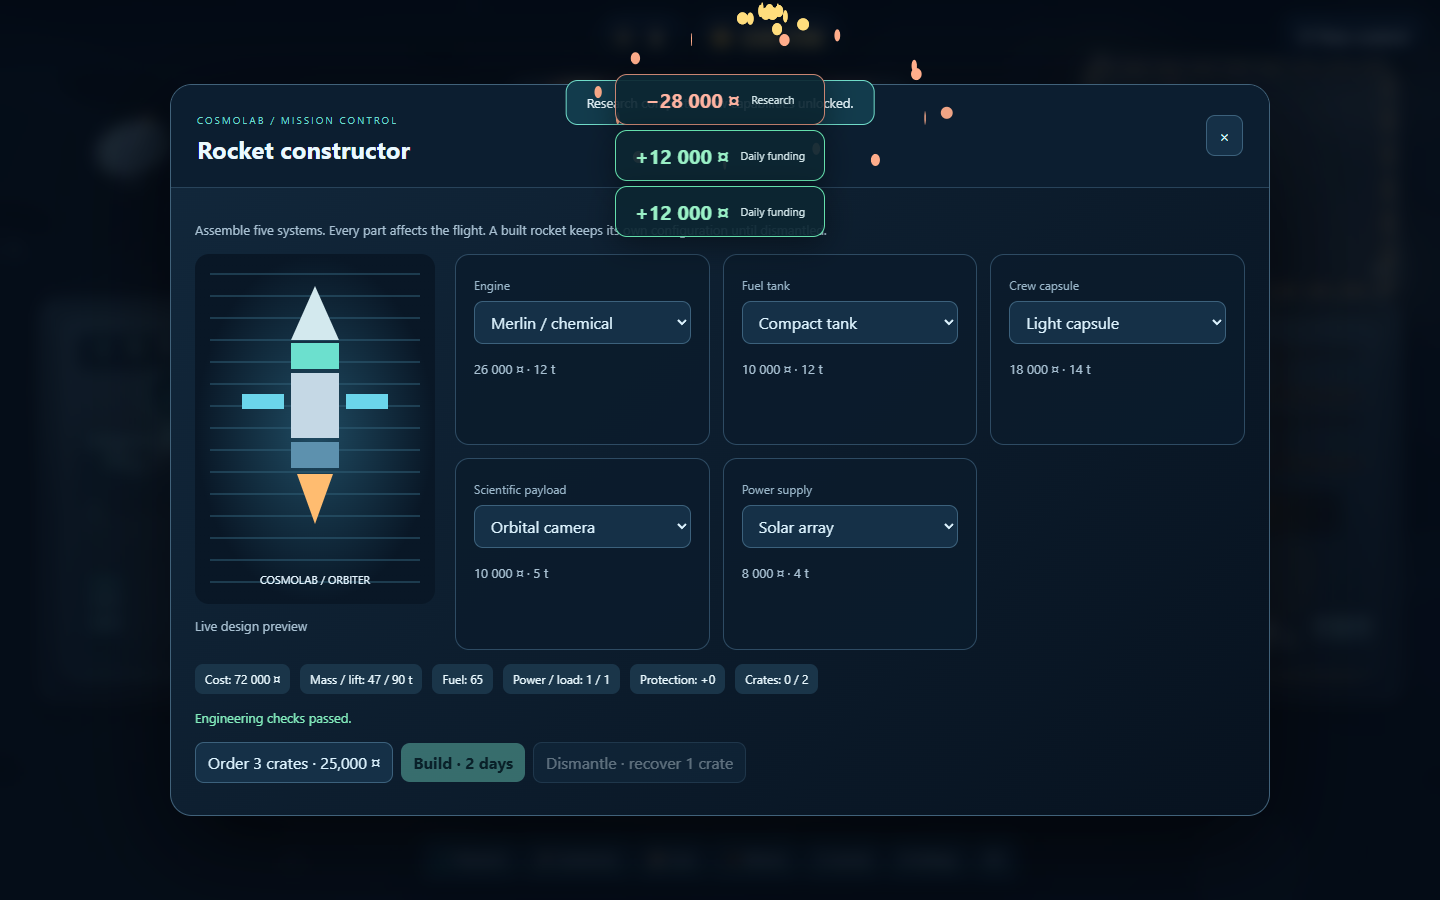 COSMOLAB / MISSION CONTROL
Rocket constructor
×
−28 000 ¤ Research
+12 000 ¤ Daily funding
+12 000 ¤ Daily funding
Assemble five systems. Every part affects the flight. A built rocket keeps its own configuration until dismantled.
Engine
Merlin / chemical
26 000 ¤ · 12 t
Fuel tank
Compact tank
10 000 ¤ · 12 t
Crew capsule
Light capsule
18 000 ¤ · 14 t
Scientific payload
Orbital camera
10 000 ¤ · 5 t
Power supply
Solar array
8 000 ¤ · 4 t
COSMOLAB / ORBITER
Live design preview
Cost: 72 000 ¤
Mass / lift: 47 / 90 t
Fuel: 65
Power / load: 1 / 1
Protection: +0
Crates: 0 / 2
Engineering checks passed.
Order 3 crates · 25,000 ¤
Build · 2 days
Dismantle · recover 1 crate